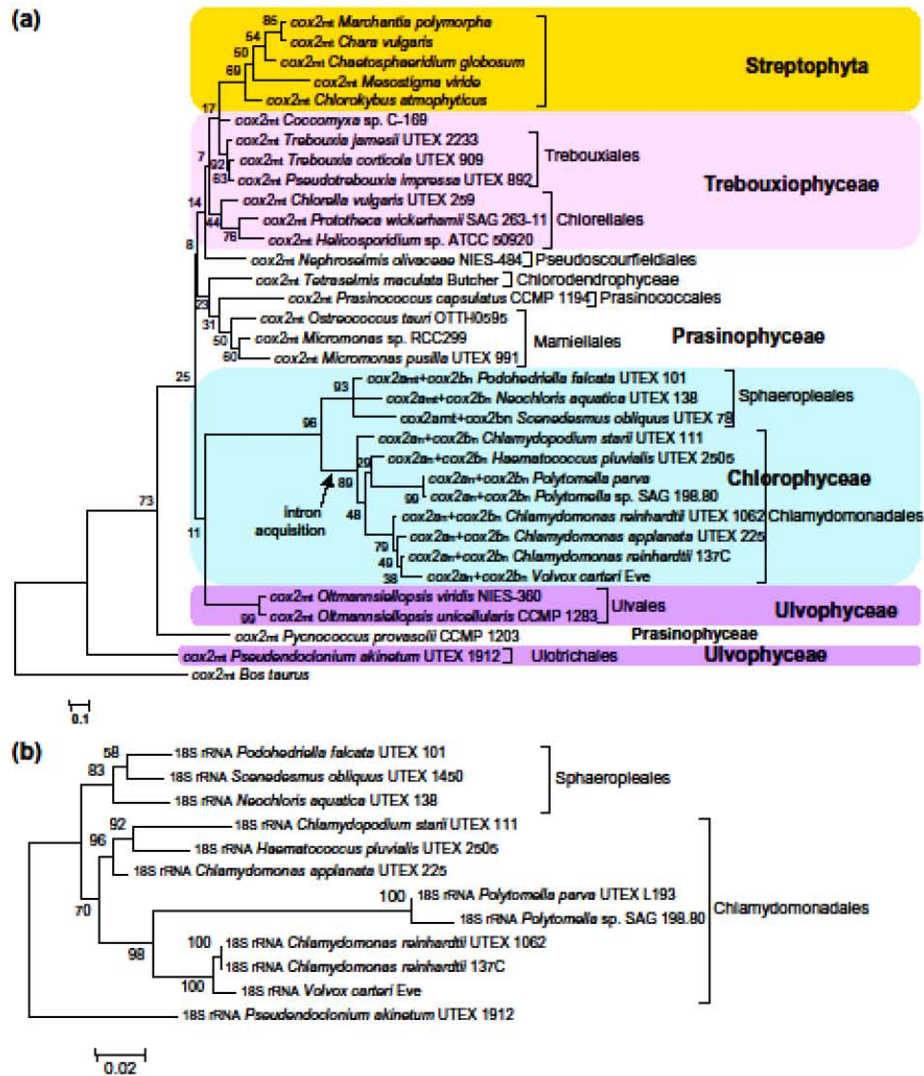 (a)
85
cox2mt Marchantia polymorpha
54
cox2mt Chara vulgaris
50
cox2mt Chaetosphaeridium globosum
69
cox2mt Mesostigma viride
cox2mt Chlorokybus atmophyticus
Streptophyta
17
cox2mt Coccomyxa sp. C-169
7
cox2mt Trebouxia jamesii UTEX 2233
92
cox2mt Trebouxia corticola UTEX 909
63
cox2mt Pseudotrebouxia impressa UTEX 892
Trebouxiales
Trebouxiophyceae
14
cox2mt Chlorella vulgaris UTEX 259
44
cox2mt Prototheca wickerhamii SAG 263-11
76
cox2mt Helicosporidium sp. ATCC 50920
Chlorellales
8
cox2mt Nephroselmis olivaceae NIES-484
Pseudoscourfieldiales
cox2mt Tetraselmis maculata Butcher
Chlorodendrophyceae
23
cox2mt Prasinococcus capsulatus CCMP 1194
Prasinococcales
31
cox2mt Ostreococcus tauri OTTH0595
50
cox2mt Micromonas sp. RCC299
60
cox2mt Micromonas pusilla UTEX 991
Mamiellales
Prasinophyceae
25
93
cox2amt+cox2bn Podohedriella falcata UTEX 101
cox2amt+cox2bn Neochloris aquatica UTEX 138
96
cox2amt+cox2bn Scenedesmus obliquus UTEX 78
Sphaeropleales
cox2an+cox2bn Chlamydopodium starii UTEX 111
29
cox2an+cox2bn Haematococcus pluvialis UTEX 2505
89
cox2an+cox2bn Polytomella parva
99
cox2an+cox2bn Polytomella sp. SAG 198.80
Chlorophyceae
intron
acquisition
48
cox2an+cox2bn Chlamydomonas reinhardtii UTEX 1062
Chlamydomonadales
cox2an+cox2bn Chlamydomonas applanata UTEX 225
79
cox2an+cox2bn Chlamydomonas reinhardtii 137C
49
cox2an+cox2bn Volvox carteri Eve
38
73
11
cox2mt Oltmannsiellopsis viridis NIES-360
99
cox2mt Oltmannsiellopsis unicellularis CCMP 1283
Ulvales
Ulvophyceae
cox2mt Pycnococcus provasolii CCMP 1203
Prasinophyceae
cox2mt Pseudendoclonium akinetum UTEX 1912
Ulotrichales
Ulvophyceae
cox2mt Bos taurus
0.1
(b)
58
18S rRNA Podohedriella falcata UTEX 101
83
18S rRNA Scenedesmus obliquus UTEX 1450
18S rRNA Neochloris aquatica UTEX 138
Sphaeropleales
92
18S rRNA Chlamydopodium starii UTEX 111
96
18S rRNA Haematococcus pluvialis UTEX 2505
18S rRNA Chlamydomonas applanata UTEX 225
70
100
18S rRNA Polytomella parva UTEX L193
18S rRNA Polytomella sp. SAG 198.80
Chlamydomonadales
98
100
18S rRNA Chlamydomonas reinhardtii UTEX 1062
18S rRNA Chlamydomonas reinhardtii 137C
100
18S rRNA Volvox carteri Eve
18S rRNA Pseudendoclonium akinetum UTEX 1912
0.02